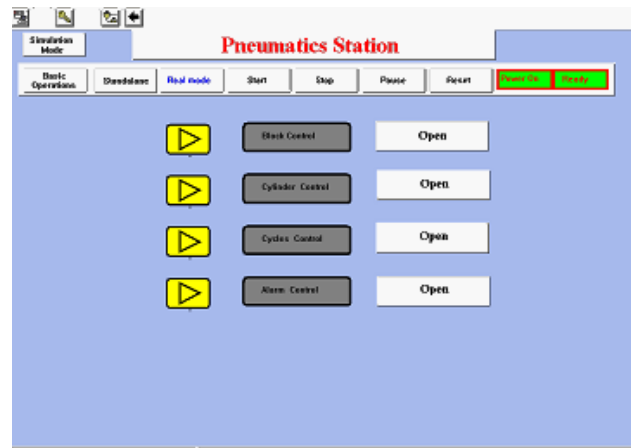 Simulation
Mode
Pneumatics Station
Basic
Operations
Standalone
Real mode
Start
Stop
Pause
Reset
Power On
Ready
Block Control
Open
Cylinder Control
Open
Cycles Control
Open
Alarm Control
Open